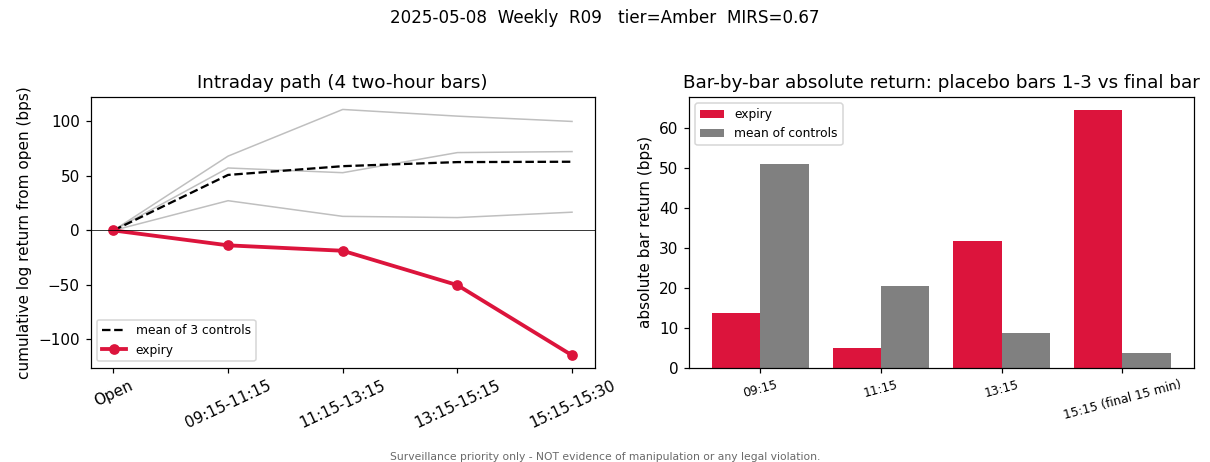 2025-05-08  Weekly  R09   tier=Amber  MIRS=0.67
Intraday path (4 two-hour bars)
cumulative log return from open (bps)
100
50
0
−50
−100
mean of 3 controls
expiry
Open
09:15-11:15
11:15-13:15
13:15-15:15
15:15-15:30
Bar-by-bar absolute return: placebo bars 1-3 vs final bar
absolute bar return (bps)
60
50
40
30
20
10
0
expiry
mean of controls
09:15
11:15
13:15
15:15 (final 15 min)
Surveillance priority only - NOT evidence of manipulation or any legal violation.